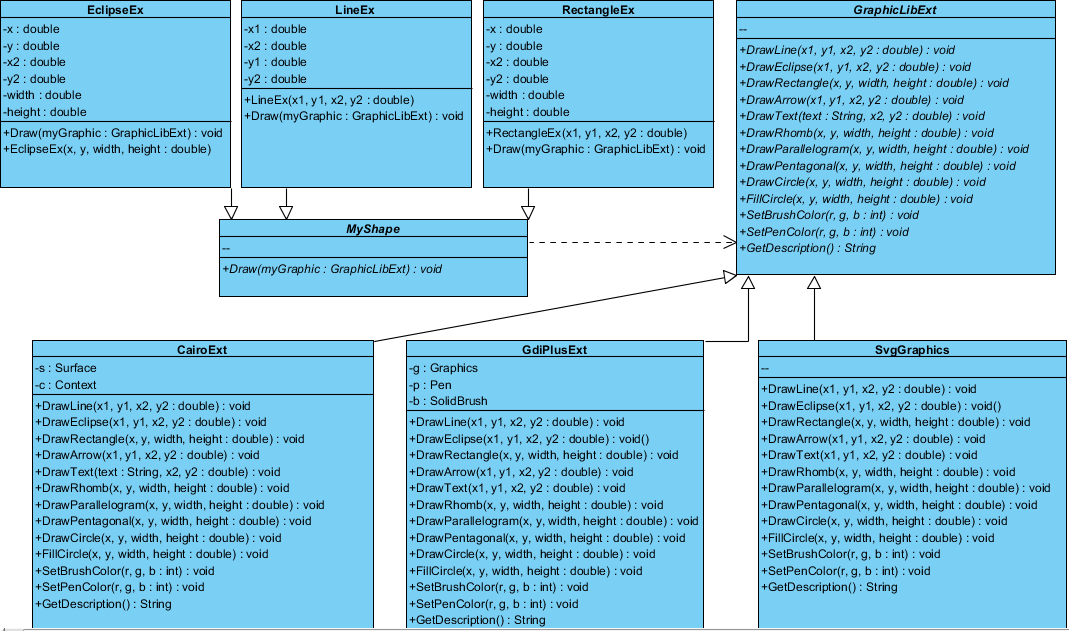 EclipseEx
-x : double
-y : double
-x2 : double
-y2 : double
-width : double
-height : double
+Draw(myGraphic : GraphicLibExt) : void
+EclipseEx(x, y, width, height : double)
LineEx
-x1 : double
-x2 : double
-y1 : double
-y2 : double
+LineEx(x1, y1, x2, y2 : double)
+Draw(myGraphic : GraphicLibExt) : void
RectangleEx
-x : double
-y : double
-x2 : double
-y2 : double
-width : double
-height : double
+RectangleEx(x1, y1, x2, y2 : double)
+Draw(myGraphic : GraphicLibExt) : void
GraphicLibExt
--
+DrawLine(x1, y1, x2, y2 : double) : void
+DrawEclipse(x1, y1, x2, y2 : double) : void
+DrawRectangle(x, y, width, height : double) : void
+DrawArrow(x1, y1, x2, y2 : double) : void
+DrawText(text : String, x2, y2 : double) : void
+DrawRhomb(x, y, width, height : double) : void
+DrawParallelogram(x, y, width, height : double) : void
+DrawPentagonal(x, y, width, height : double) : void
+DrawCircle(x, y, width, height : double) : void
+FillCircle(x, y, width, height : double) : void
+SetBrushColor(r, g, b : int) : void
+SetPenColor(r, g, b : int) : void
+GetDescription() : String
MyShape
--
+Draw(myGraphic : GraphicLibExt) : void
CairoExt
-s : Surface
-c : Context
+DrawLine(x1, y1, x2, y2 : double) : void
+DrawEclipse(x1, y1, x2, y2 : double) : void
+DrawRectangle(x, y, width, height : double) : void
+DrawArrow(x1, y1, x2, y2 : double) : void
+DrawText(text : String, x2, y2 : double) : void
+DrawRhomb(x, y, width, height : double) : void
+DrawParallelogram(x, y, width, height : double) : void
+DrawPentagonal(x, y, width, height : double) : void
+DrawCircle(x, y, width, height : double) : void
+FillCircle(x, y, width, height : double) : void
+SetBrushColor(r, g, b : int) : void
+SetPenColor(r, g, b : int) : void
+GetDescription() : String
GdiPlusExt
-g : Graphics
-p : Pen
-b : SolidBrush
+DrawLine(x1, y1, x2, y2 : double) : void
+DrawEclipse(x1, y1, x2, y2 : double) : void()
+DrawRectangle(x, y, width, height : double) : void
+DrawArrow(x1, y1, x2, y2 : double) : void
+DrawText(x1, y1, x2, y2 : double) : void
+DrawRhomb(x, y, width, height : double) : void
+DrawParallelogram(x, y, width, height : double) : void
+DrawPentagonal(x, y, width, height : double) : void
+DrawCircle(x, y, width, height : double) : void
+FillCircle(x, y, width, height : double) : void
+SetBrushColor(r, g, b : int) : void
+SetPenColor(r, g, b : int) : void
+GetDescription() : String
SvgGraphics
--
+DrawLine(x1, y1, x2, y2 : double) : void
+DrawEclipse(x1, y1, x2, y2 : double) : void()
+DrawRectangle(x, y, width, height : double) : void
+DrawArrow(x1, y1, x2, y2 : double) : void
+DrawText(x1, y1, x2, y2 : double) : void
+DrawRhomb(x, y, width, height : double) : void
+DrawParallelogram(x, y, width, height : double) : void
+DrawPentagonal(x, y, width, height : double) : void
+DrawCircle(x, y, width, height : double) : void
+FillCircle(x, y, width, height : double) : void
+SetBrushColor(r, g, b : int) : void
+SetPenColor(r, g, b : int) : void
+GetDescription() : String